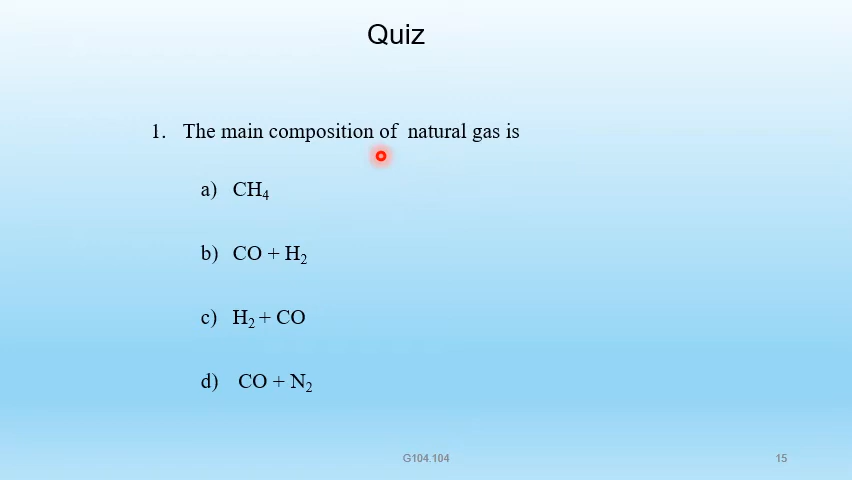 Quiz
1. The main composition of natural gas is
a) CH₄
b) CO + H₂
c) H₂ + CO
d) CO + N₂
G104.104 15